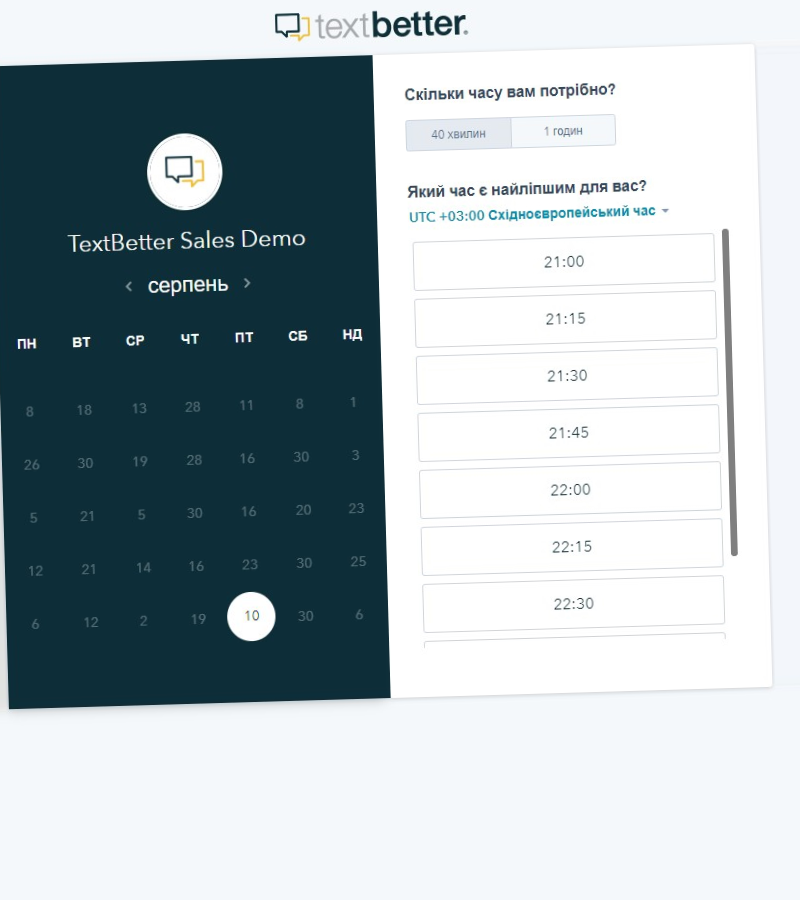 textbetter.
TextBetter Sales Demo
серпень
ПН ВТ СР ЧТ ПТ СБ НД
8 18 13 28 11 8 1
26 30 19 28 16 30 3
5 21 5 30 16 20 23
12 21 14 16 23 30 25
6 12 2 19 10 30 6
Скільки часу вам потрібно?
40 хвилин 1 годин
Який час є найліпшим для вас?
UTC +03:00 Східноєвропейський час
21:00
21:15
21:30
21:45
22:00
22:15
22:30